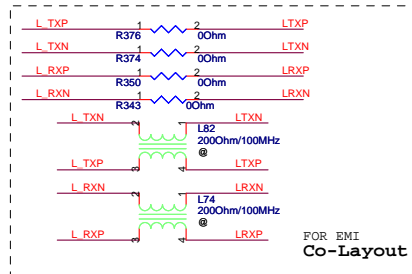 L_TXP 1 2 LTXP
R376 0Ohm
L_TXN 1 2 LTXN
R374 0Ohm
L_RXP 1 2 LRXP
R350 0Ohm
L_RXN 1 2 LRXN
R343 0Ohm
L_TXN 2 1 LTXN
L82
200Ohm/100MHz
@
L_TXP 3 4 LTXP
L_RXN 2 1 LRXN
L74
200Ohm/100MHz
@
L_RXP 3 4 LRXP
FOR EMI
Co-Layout